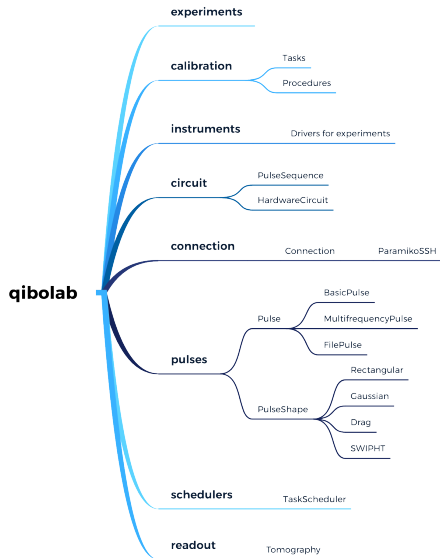 experiments
calibration
Tasks
Procedures
instruments
Drivers for experiments
circuit
PulseSequence
HardwareCircuit
connection
Connection
ParamikoSSH
qibolab
pulses
Pulse
BasicPulse
MultifrequencyPulse
FilePulse
PulseShape
Rectangular
Gaussian
Drag
SWIPHT
schedulers
TaskScheduler
readout
Tomography